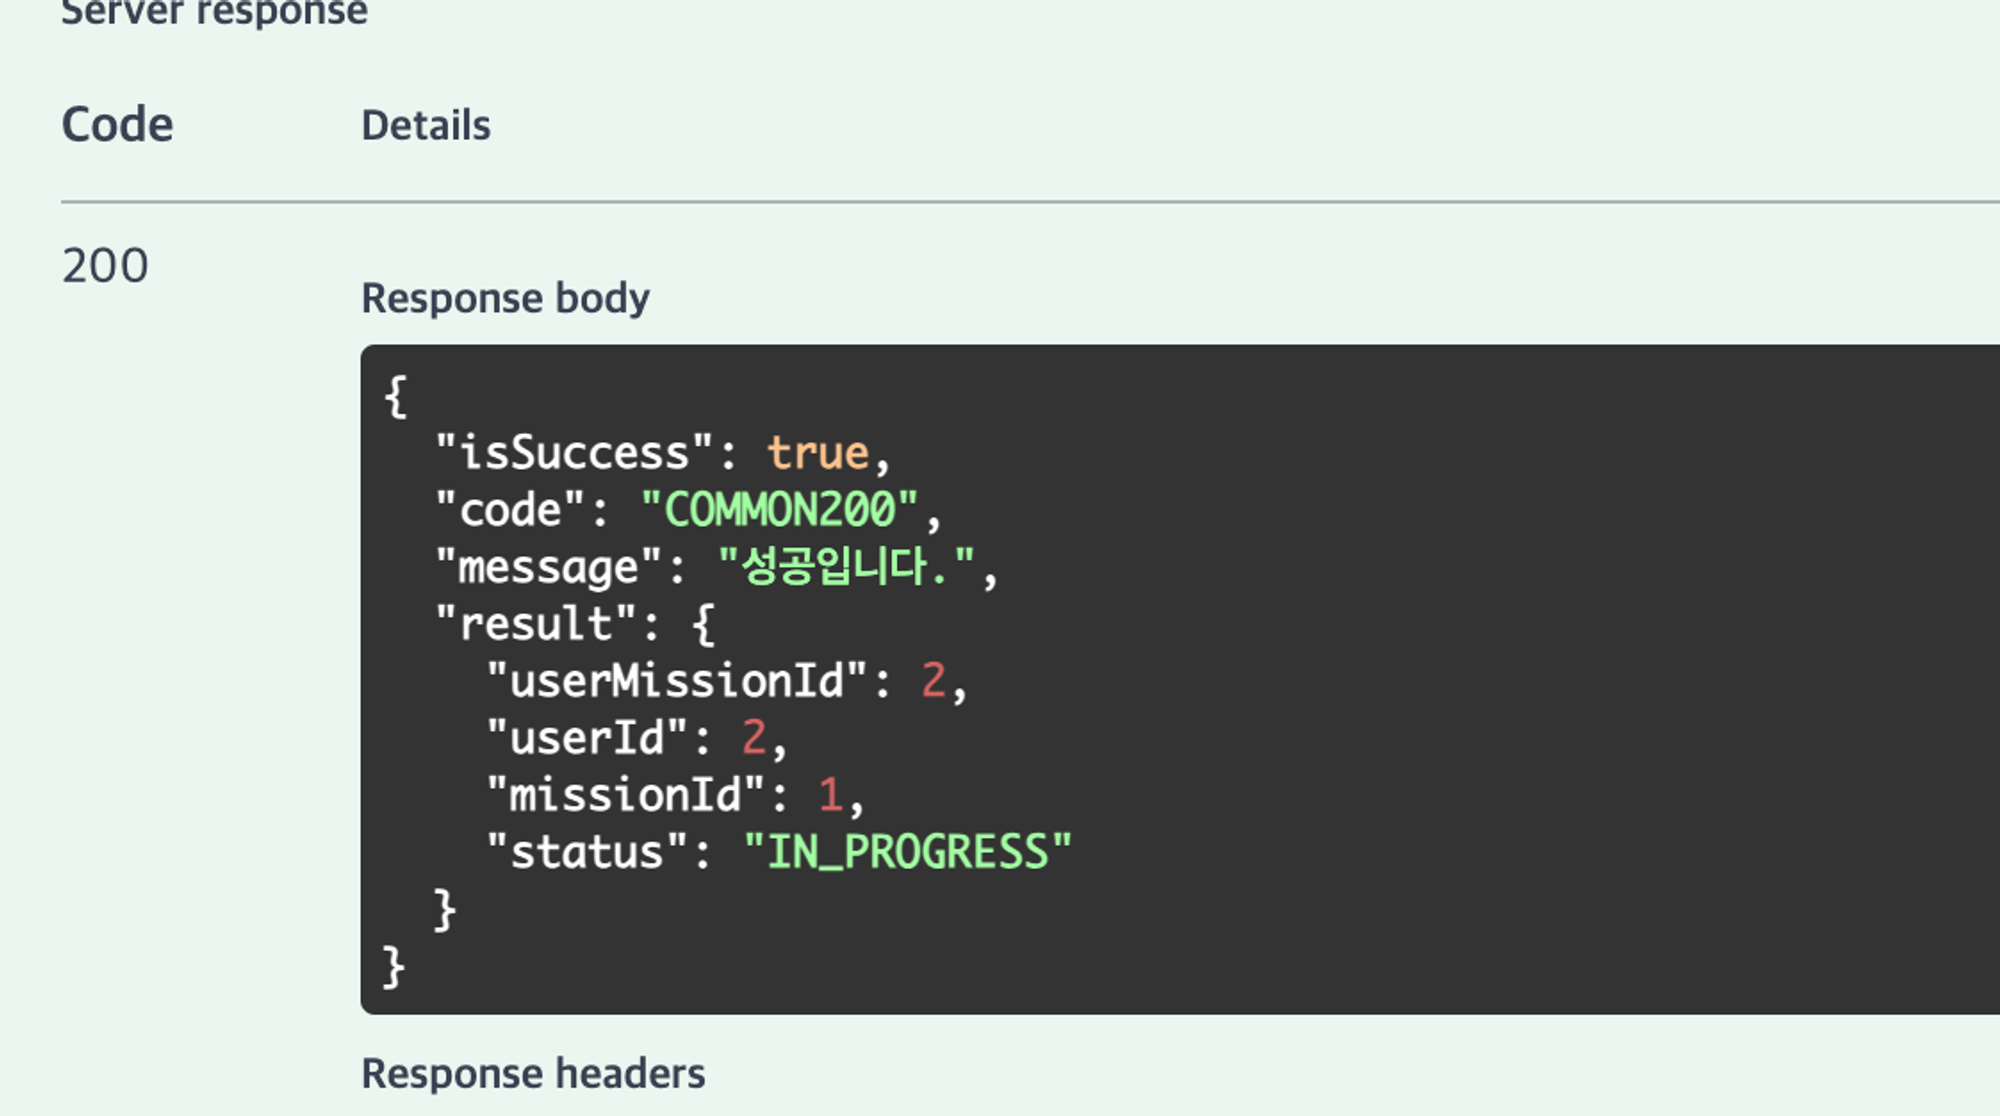 Server response
Code Details
200
Response body
{
  "isSuccess": true,
  "code": "COMMON200",
  "message": "성공입니다.",
  "result": {
    "userMissionId": 2,
    "userId": 2,
    "missionId": 1,
    "status": "IN_PROGRESS"
  }
}
Response headers